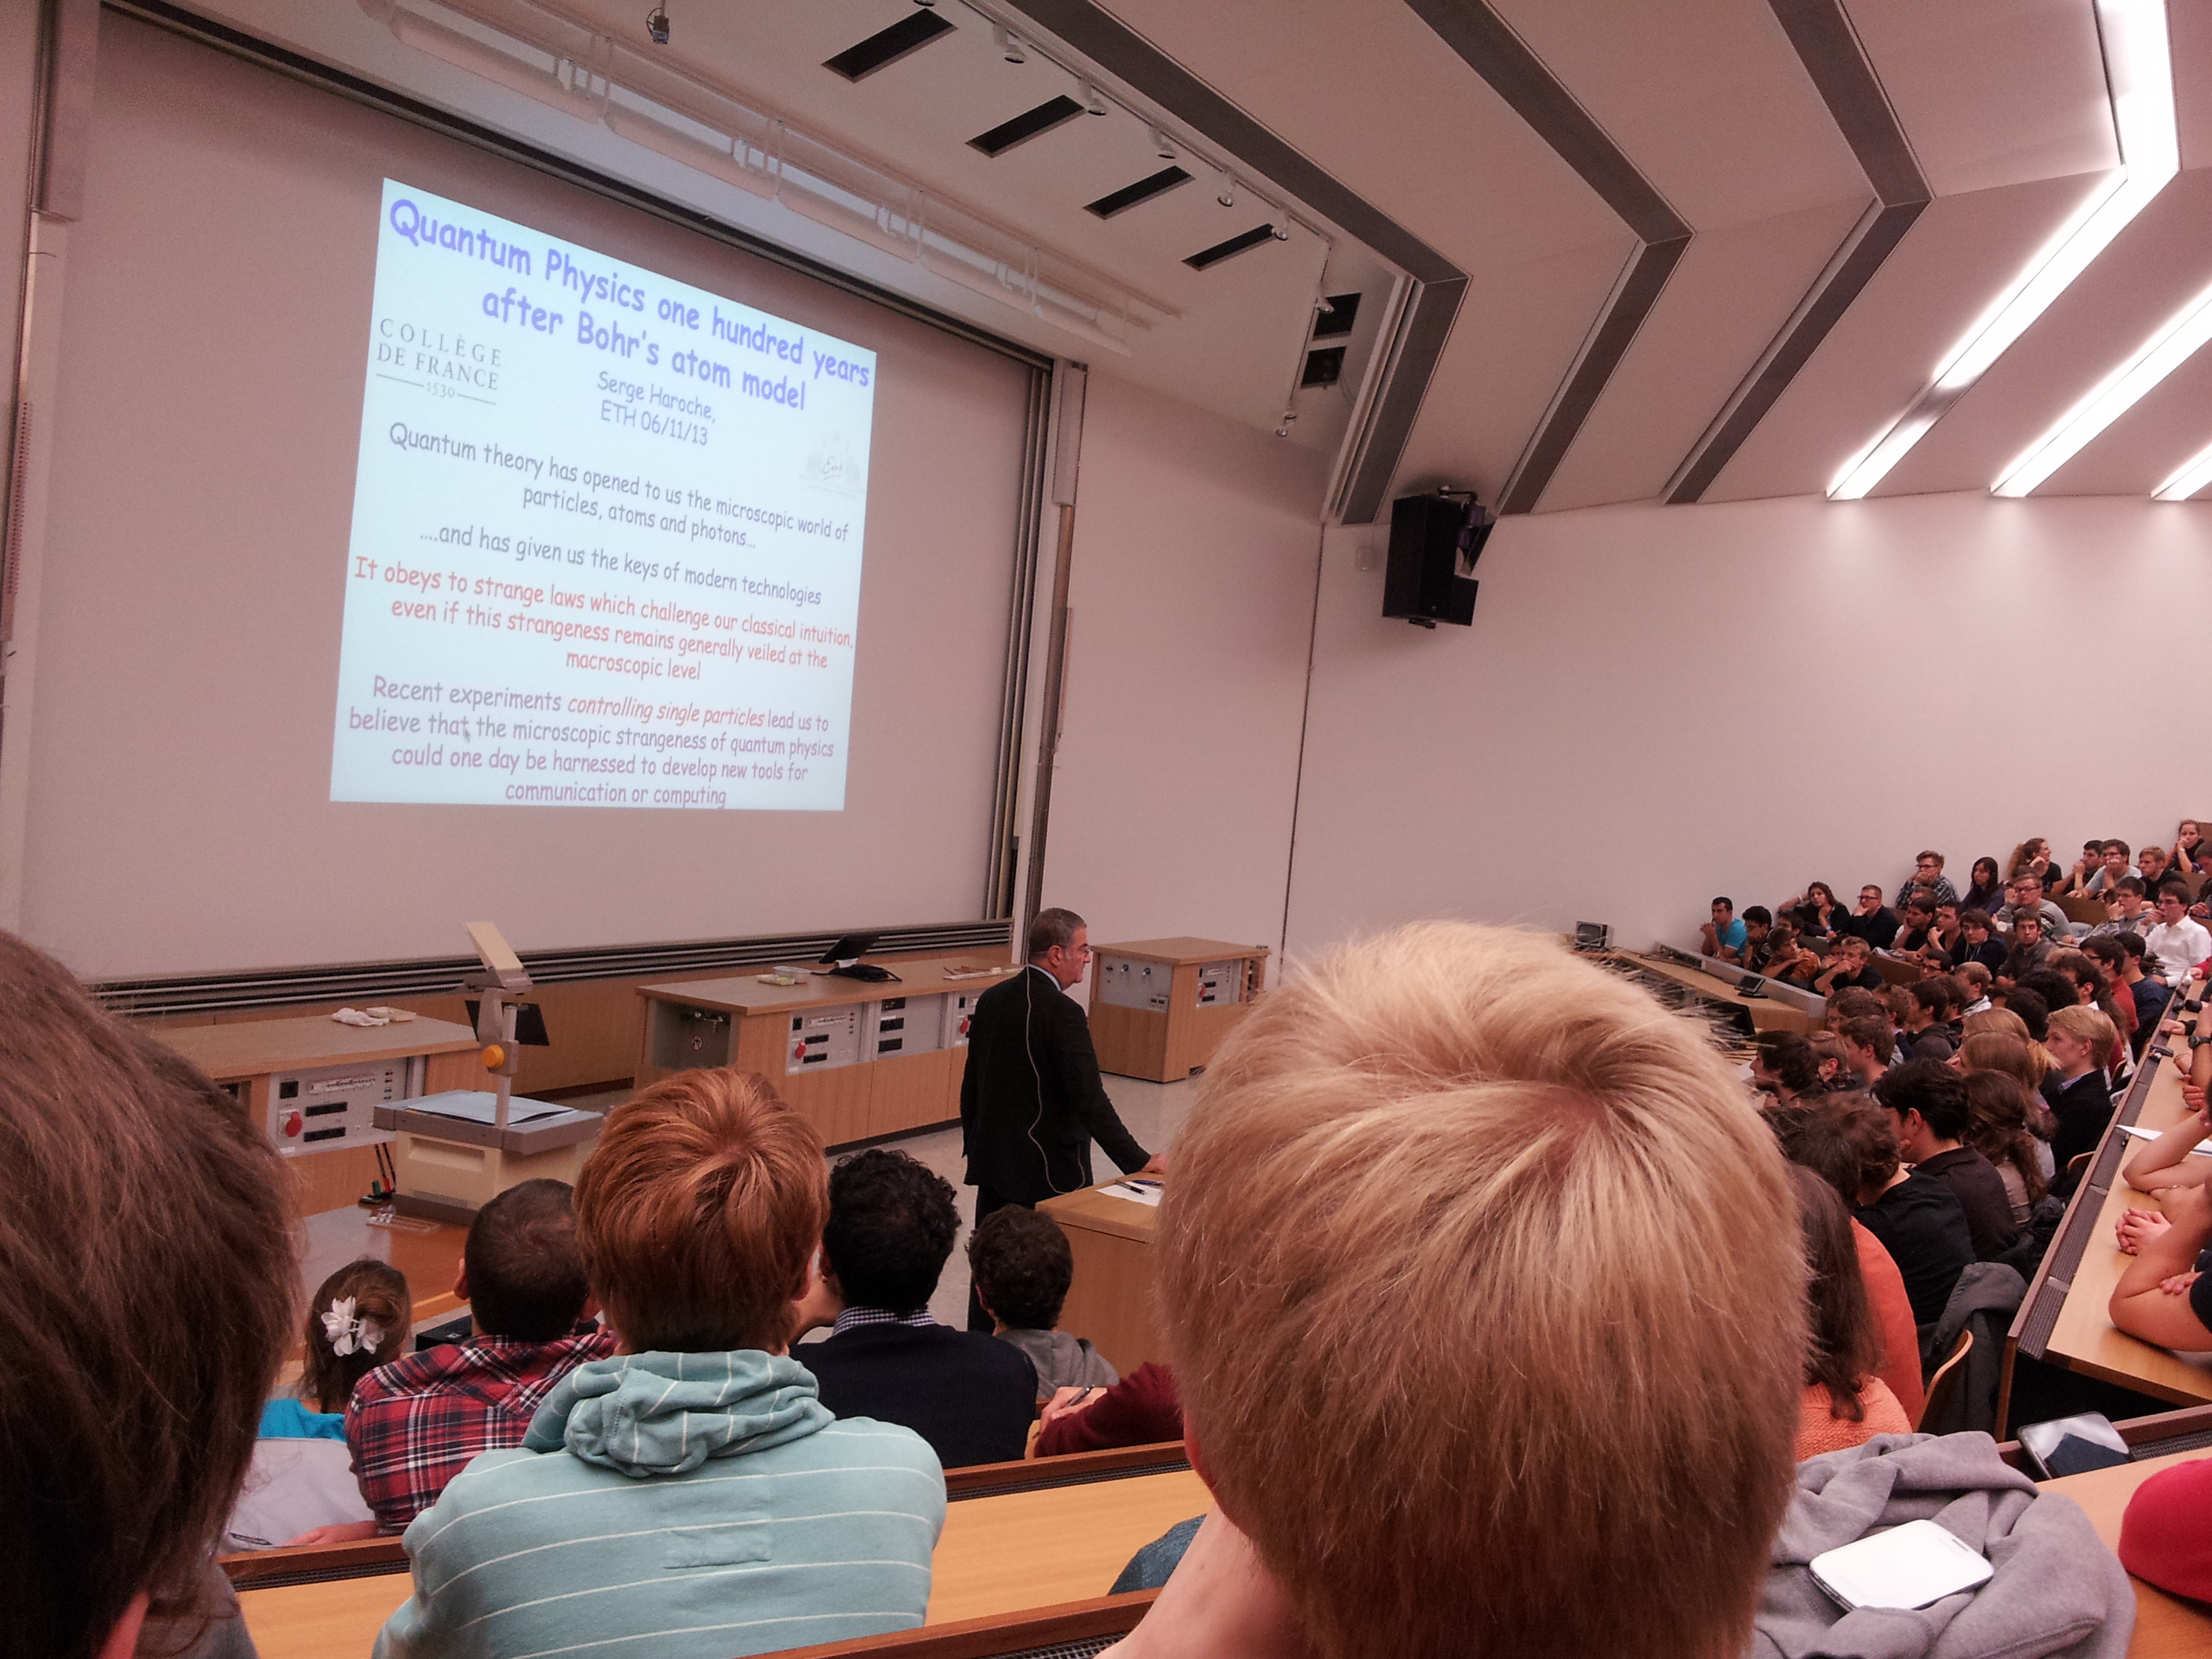 Quantum Physics one hundred years
after Bohr's atom model
COLLÈGE
DE FRANCE
1530
Serge Haroche,
ETH 06/11/13
Quantum theory has opened to us the microscopic world of
particles, atoms and photons...
....and has given us the keys of modern technologies
It obeys to strange laws which challenge our classical intuition,
even if this strangeness remains generally veiled at the
macroscopic level
Recent experiments controlling single particles lead us to
believe that the microscopic strangeness of quantum physics
could one day be harnessed to develop new tools for
communication or computing